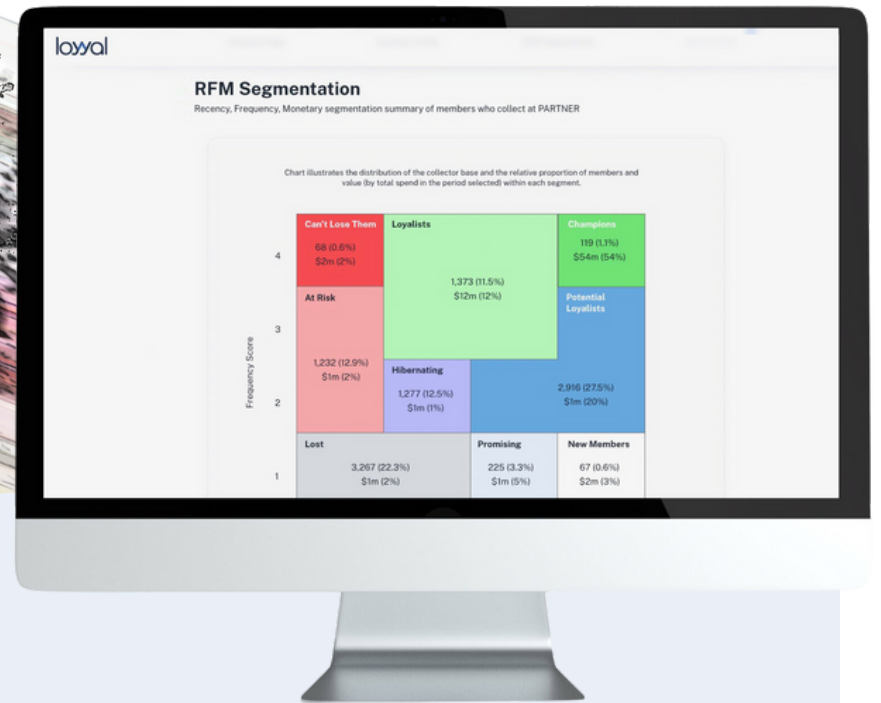 loyyal
RFM Segmentation
Recency, Frequency, Monetary segmentation summary of members who collect at PARTNER
Chart illustrates the distribution of the collector base and the relative proportion of members and
value (by total spend in the period selected) within each segment.
Can't Lose Them
68 (0.6%)
$2m (2%)
Loyalists
1,373 (11.5%)
$12m (12%)
Champions
119 (1.1%)
$54m (54%)
4
At Risk
1,232 (12.9%)
$1m (2%)
Potential
Loyalists
2,916 (27.5%)
$1m (20%)
3
Hibernating
1,277 (12.5%)
$1m (1%)
Frequency Score
2
Lost
3,267 (22.3%)
$1m (2%)
Promising
225 (3.3%)
$1m (5%)
New Members
67 (0.6%)
$2m (3%)
1